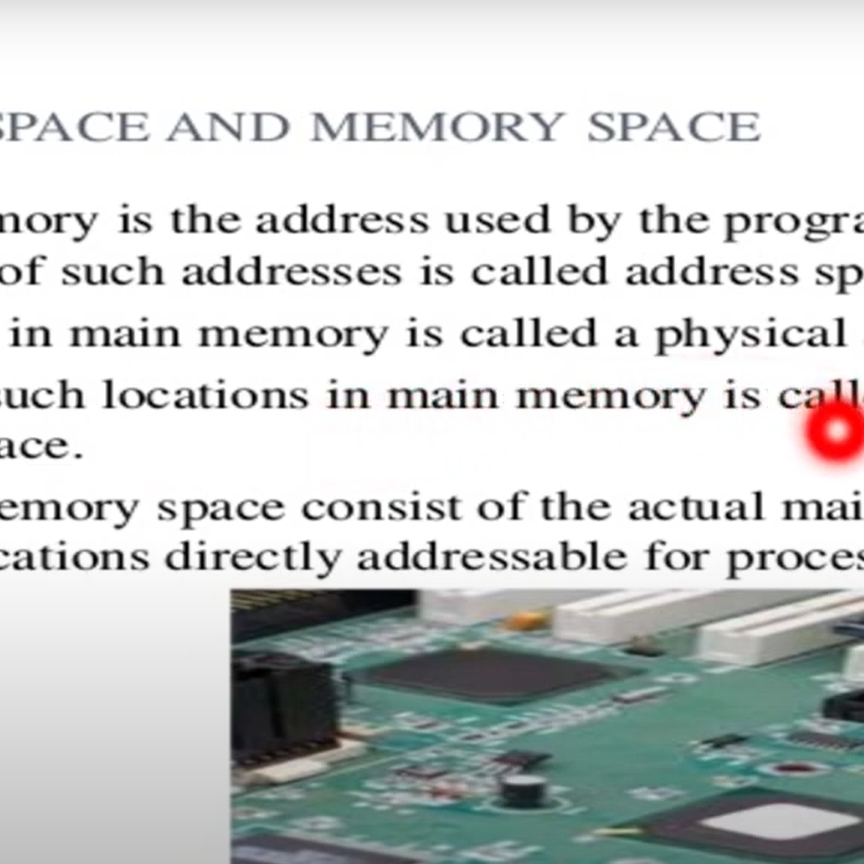 SPACE AND MEMORY SPACE
mory is the address used by the progra
of such addresses is called address sp
in main memory is called a physical
such locations in main memory is calle
ace.
emory space consist of the actual mai
cations directly addressable for proces